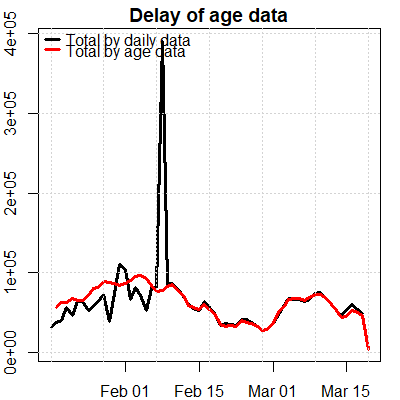 Delay of age data
Total by daily data
Total by age data
4e+05
3e+05
2e+05
1e+05
0e+00
Feb 01 Feb 15 Mar 01 Mar 15